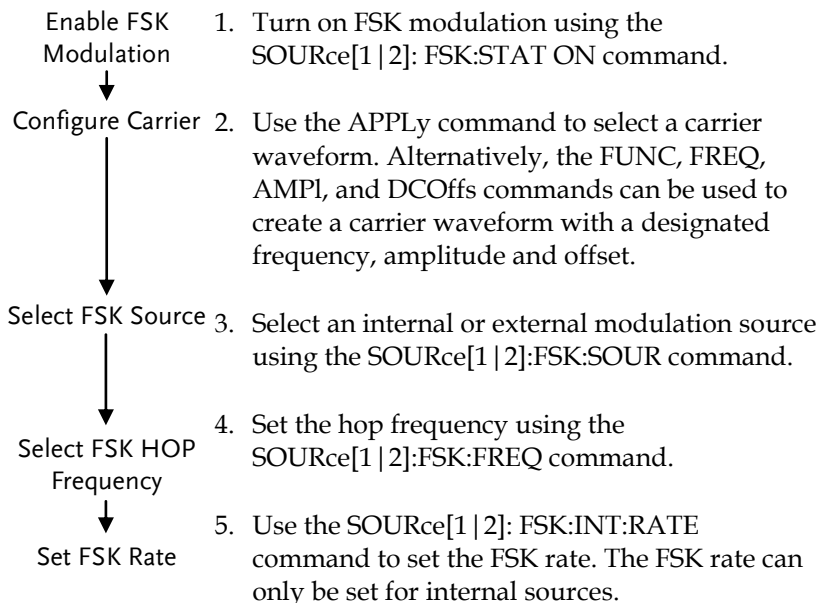 Enable FSK
Modulation
1. Turn on FSK modulation using the
SOURce[1|2]: FSK:STAT ON command.
Configure Carrier
2. Use the APPLy command to select a carrier
waveform. Alternatively, the FUNC, FREQ,
AMPl, and DCOffs commands can be used to
create a carrier waveform with a designated
frequency, amplitude and offset.
Select FSK Source
3. Select an internal or external modulation source
using the SOURce[1|2]:FSK:SOUR command.
Select FSK HOP
Frequency
4. Set the hop frequency using the
SOURce[1|2]:FSK:FREQ command.
Set FSK Rate
5. Use the SOURce[1|2]: FSK:INT:RATE
command to set the FSK rate. The FSK rate can
only be set for internal sources.